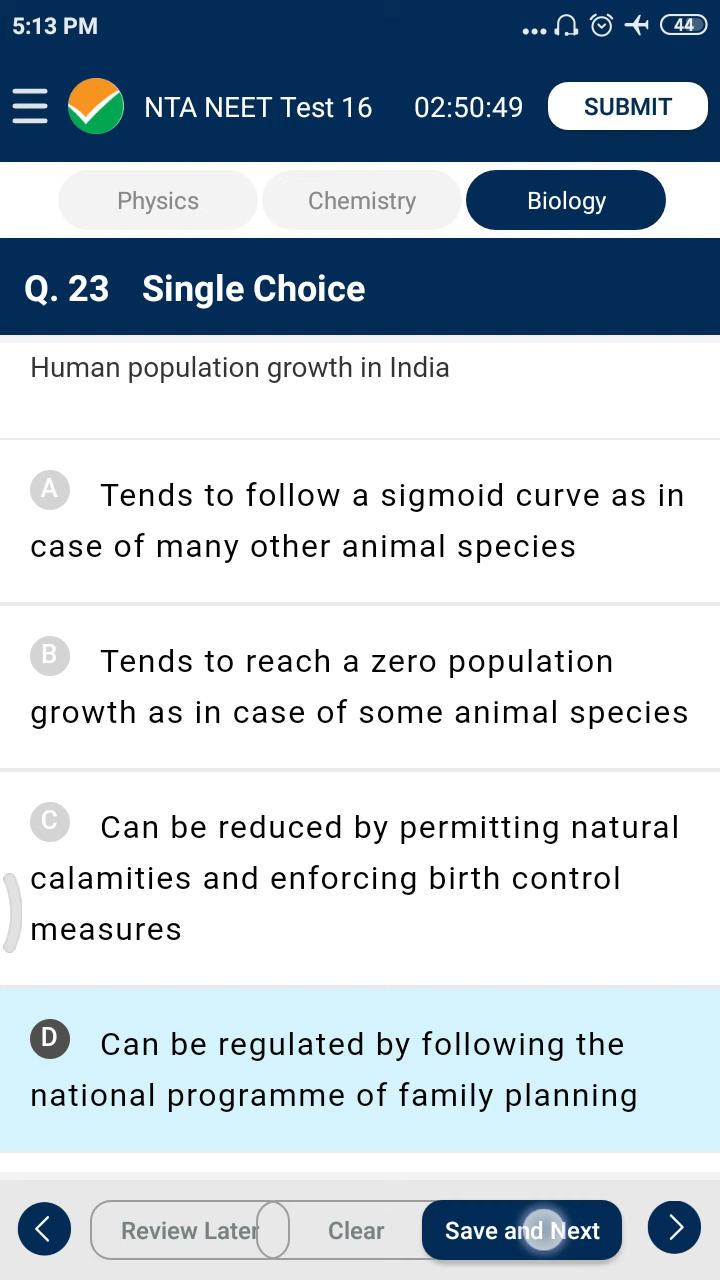 5:13 PM
44
NTA NEET Test 16 02:50:49 SUBMIT
Physics Chemistry Biology
Q. 23 Single Choice
Human population growth in India
A Tends to follow a sigmoid curve as in
case of many other animal species
B Tends to reach a zero population
growth as in case of some animal species
C Can be reduced by permitting natural
calamities and enforcing birth control
measures
D Can be regulated by following the
national programme of family planning
Review Later Clear Save and Next